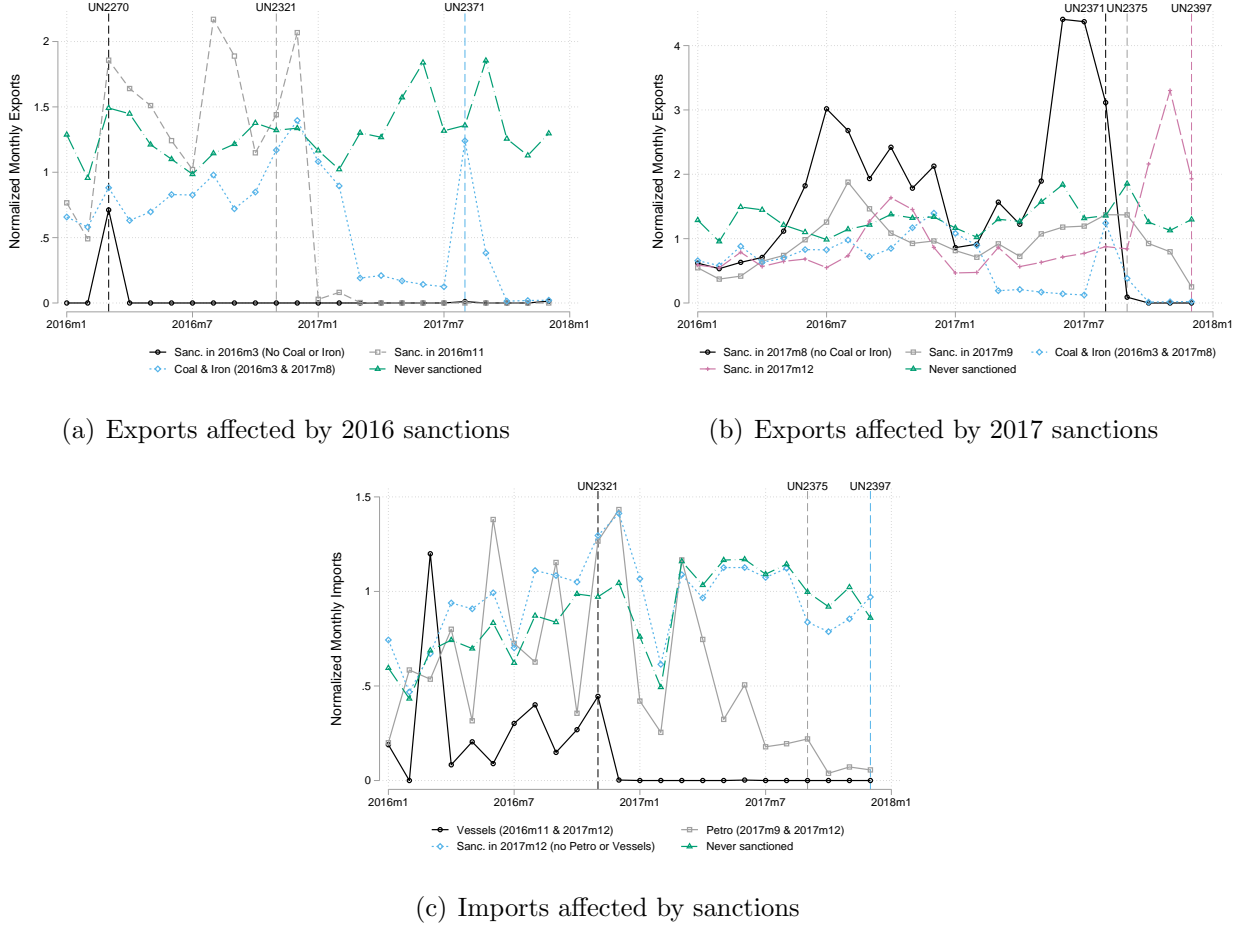 UN2270 UN2321 UN2371
Normalized Monthly Exports
2
1.5
1
.5
0
2016m1 2016m7 2017m1 2017m7 2018m1
Sanc. in 2016m3 (No Coal or Iron) Sanc. in 2016m11
Coal & Iron (2016m3 & 2017m8) Never sanctioned
(a) Exports affected by 2016 sanctions
UN2371 UN2375 UN2397
Normalized Monthly Exports
4
3
2
1
0
2016m1 2016m7 2017m1 2017m7 2018m1
Sanc. in 2017m8 (no Coal or Iron) Sanc. in 2017m9 Coal & Iron (2016m3 & 2017m8)
Sanc. in 2017m12 Never sanctioned
(b) Exports affected by 2017 sanctions
UN2321 UN2375 UN2397
Normalized Monthly Imports
1.5
1
.5
0
2016m1 2016m7 2017m1 2017m7 2018m1
Vessels (2016m11 & 2017m12) Petro (2017m9 & 2017m12)
Sanc. in 2017m12 (no Petro or Vessels) Never sanctioned
(c) Imports affected by sanctions